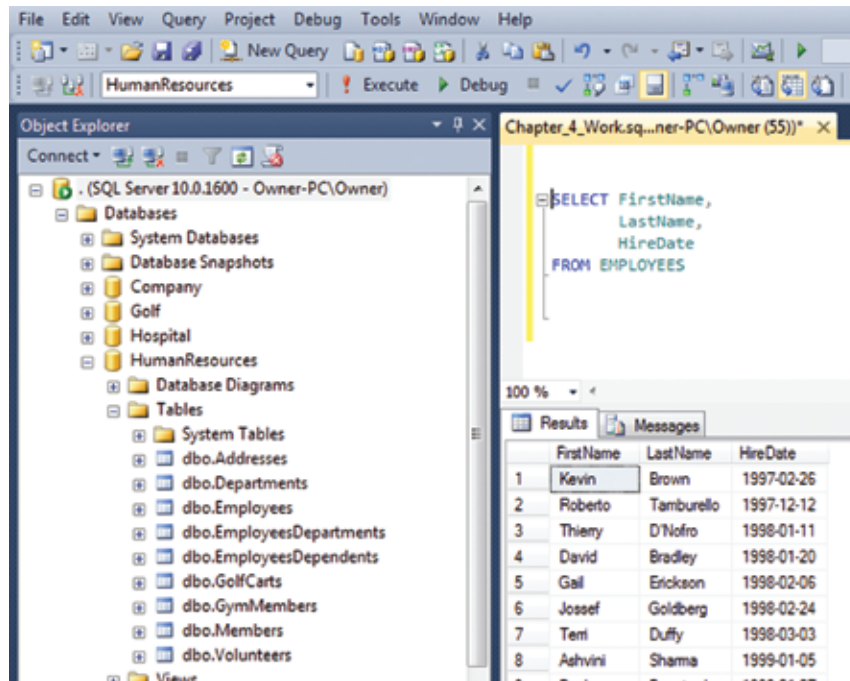 File Edit View Query Project Debug Tools Window Help
New Query
HumanResources Execute Debug
Object Explorer
Connect
. (SQL Server 10.0.1600 - Owner-PC\Owner)
Databases
System Databases
Database Snapshots
Company
Golf
Hospital
HumanResources
Database Diagrams
Tables
System Tables
dbo.Addresses
dbo.Departments
dbo.Employees
dbo.EmployeesDepartments
dbo.EmployeesDependents
dbo.GolfCarts
dbo.GymMembers
dbo.Members
dbo.Volunteers
Views
Chapter_4_Work.sq...ner-PC\Owner (55))*
SELECT FirstName,
LastName,
HireDate
FROM EMPLOYEES
100 %
Results Messages
FirstName LastName HireDate
1 Kevin Brown 1997-02-26
2 Roberto Tamburello 1997-12-12
3 Thierry D'Nofro 1998-01-11
4 David Bradley 1998-01-20
5 Gail Erickson 1998-02-06
6 Jossef Goldberg 1998-02-24
7 Terri Duffy 1998-03-03
8 Ashvini Sharma 1999-01-05